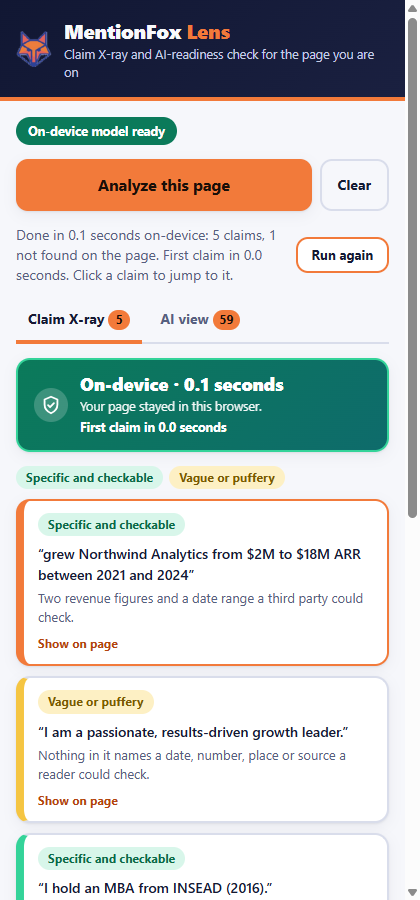 MentionFox Lens
Claim X-ray and AI-readiness check for the page you are
on
On-device model ready
Analyze this page
Clear
Done in 0.1 seconds on-device: 5 claims, 1
not found on the page. First claim in 0.0
seconds. Click a claim to jump to it.
Run again
Claim X-ray 5
AI view 59
On-device · 0.1 seconds
Your page stayed in this browser.
First claim in 0.0 seconds
Specific and checkable
Vague or puffery
Specific and checkable
“grew Northwind Analytics from $2M to $18M ARR
between 2021 and 2024”
Two revenue figures and a date range a third party could
check.
Show on page
Vague or puffery
“I am a passionate, results-driven growth leader.”
Nothing in it names a date, number, place or source a
reader could check.
Show on page
Specific and checkable
“I hold an MBA from INSEAD (2016).”